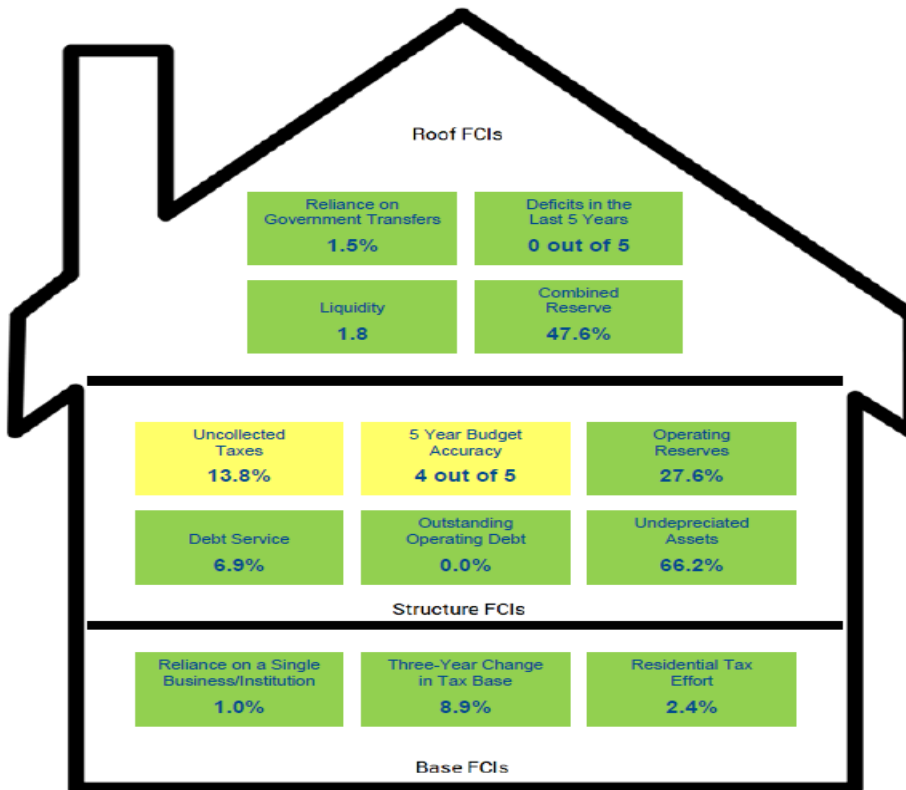 Roof FCIs
Reliance on
Government Transfers
1.5%
Deficits in the
Last 5 Years
0 out of 5
Liquidity
1.8
Combined
Reserve
47.6%
Uncollected
Taxes
13.8%
5 Year Budget
Accuracy
4 out of 5
Operating
Reserves
27.6%
Debt Service
6.9%
Outstanding
Operating Debt
0.0%
Undepreciated
Assets
66.2%
Structure FCIs
Reliance on a Single
Business/Institution
1.0%
Three-Year Change
in Tax Base
8.9%
Residential Tax
Effort
2.4%
Base FCIs